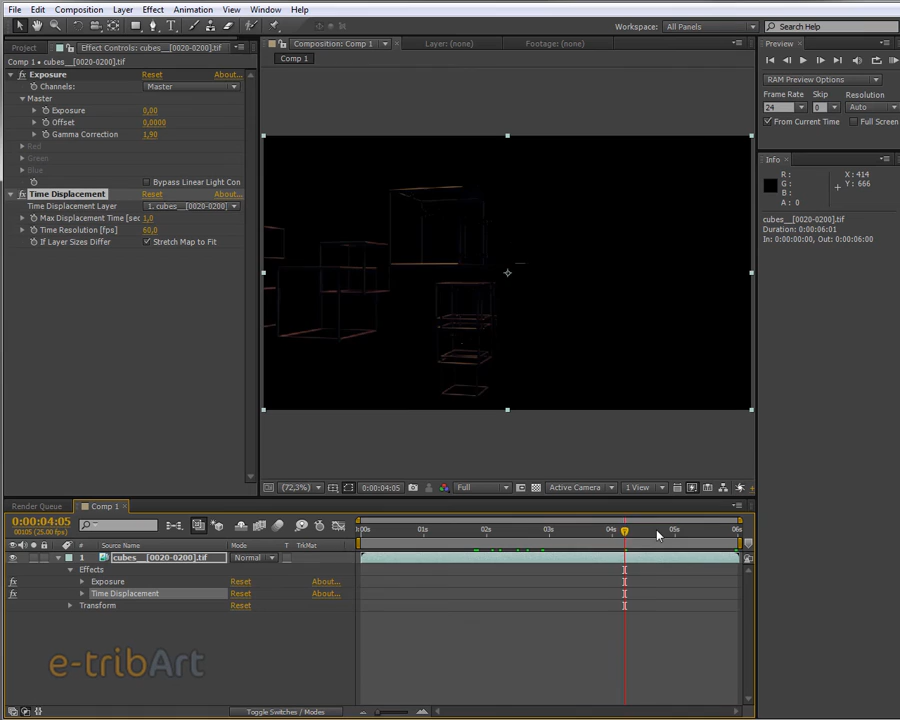 File Edit Composition Layer Effect Animation View Window Help
Workspace: All Panels Search Help
Project Effect Controls: cubes__[0020-0200].tif
Composition: Comp 1 Layer: (none) Footage: (none)
Preview
Comp 1 • cubes__[0020-0200].tif
Comp 1
Exposure Reset About...
Channels: Master
RAM Preview Options
Master
Frame Rate Skip Resolution
Exposure 0,00
24 0 Auto
Offset 0,0000
From Current Time Full Screen
Gamma Correction 1,90
Red
Green
Blue
Info
Bypass Linear Light Con
R: X: 414
G: Y: 666
B:
A: 0
Time Displacement Reset About...
Time Displacement Layer 1. cubes__[0020-0200]
Max Displacement Time [sec 1,0
cubes__[0020-0200].tif
Time Resolution [fps] 60,0
Duration: 0:00:06:01
If Layer Sizes Differ Stretch Map to Fit
In: 0:00:00:00, Out: 0:00:06:00
(72,3%) 0:00:04:05 Full Active Camera 1 View
Render Queue Comp 1
0:00:04:05
00105 (25.00 fps)
00s 01s 02s 03s 04s 05s 06s
# Source Name Mode T TrkMat
1 cubes__[0020-0200].tif Normal
Effects
fx Exposure Reset About...
fx Time Displacement Reset About...
Transform Reset
e-tribArt
Toggle Switches / Modes